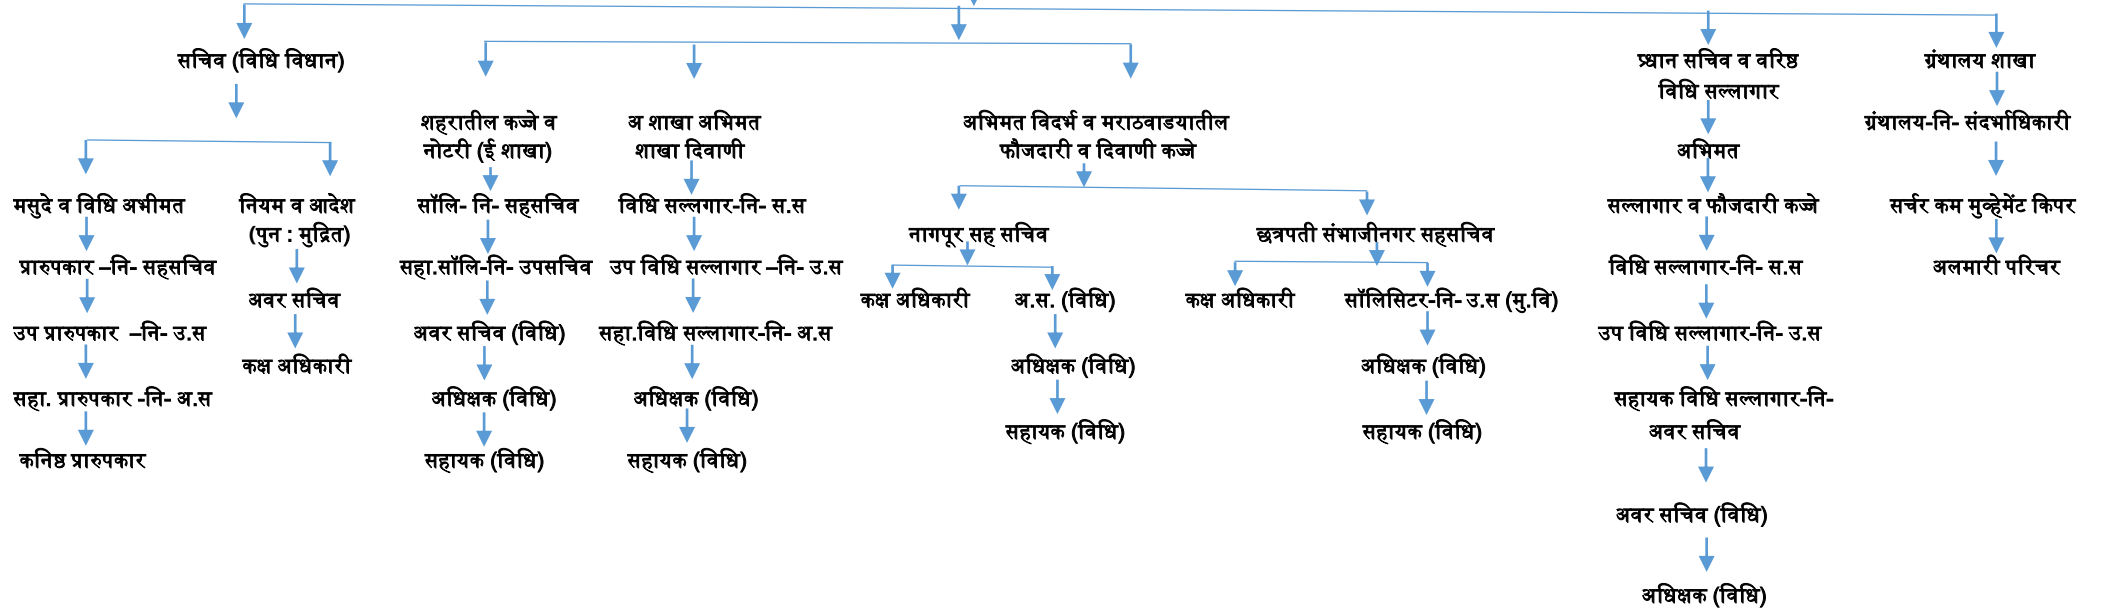 सचिव (विधि विधान)
मसुदे व विधि अभीमत
प्रारुपकार –नि- सहसचिव
उप प्रारुपकार –नि- उ.स
सहा. प्रारुपकार -नि- अ.स
कनिष्ठ प्रारुपकार
नियम व आदेश
(पुन : मुद्रित)
अवर सचिव
कक्ष अधिकारी
शहरातील कज्जे व
नोटरी (ई शाखा)
सॉलि- नि- सहसचिव
सहा.सॉलि-नि- उपसचिव
अवर सचिव (विधि)
अधिक्षक (विधि)
सहायक (विधि)
अ शाखा अभिमत
शाखा दिवाणी
विधि सल्लगार-नि- स.स
उप विधि सल्लागार –नि- उ.स
सहा.विधि सल्लागार-नि- अ.स
अधिक्षक (विधि)
सहायक (विधि)
अभिमत विदर्भ व मराठवाडयातील
फौजदारी व दिवाणी कज्जे
नागपूर सह सचिव
कक्ष अधिकारी
अ.स. (विधि)
अधिक्षक (विधि)
सहायक (विधि)
छत्रपती संभाजीनगर सहसचिव
कक्ष अधिकारी
सॉलिसिटर-नि- उ.स (मु.वि)
अधिक्षक (विधि)
सहायक (विधि)
प्रधान सचिव व वरिष्ठ
विधि सल्लागार
अभिमत
सल्लागार व फौजदारी कज्जे
विधि सल्लागार-नि- स.स
उप विधि सल्लागार-नि- उ.स
सहायक विधि सल्लागार-नि-
अवर सचिव
अवर सचिव (विधि)
अधिक्षक (विधि)
ग्रंथालय शाखा
ग्रंथालय-नि- संदर्भाधिकारी
सर्चर कम मुव्हेमेंट किपर
अलमारी परिचर